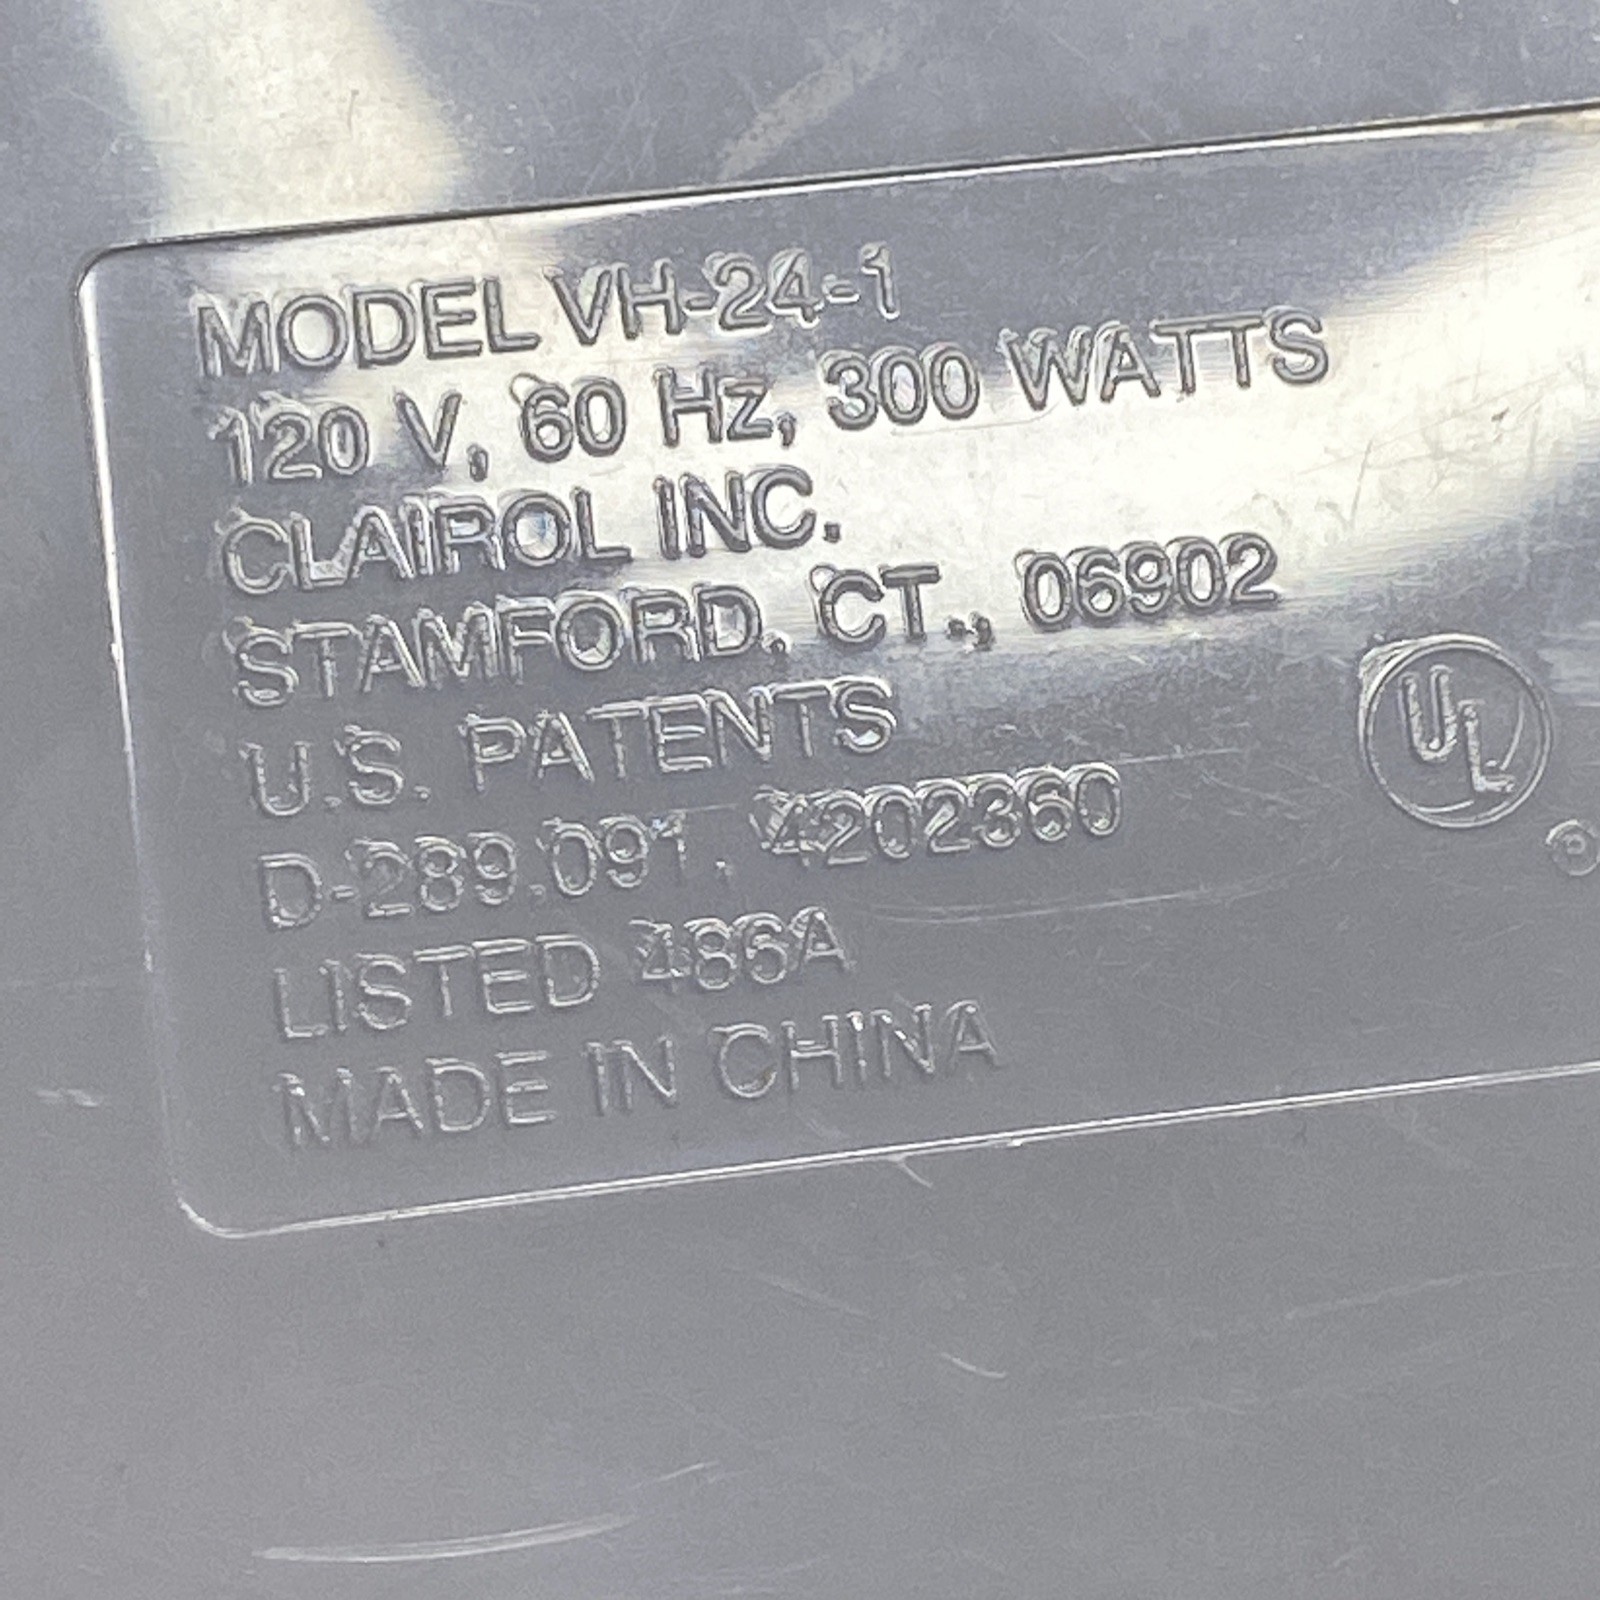 MODEL VH-24-1
120 V, 60 Hz, 300 WATTS
CLAIROL INC.
STAMFORD, CT., 06902
U.S. PATENTS
D-289,091, 4202360
LISTED 486A
MADE IN CHINA
UL